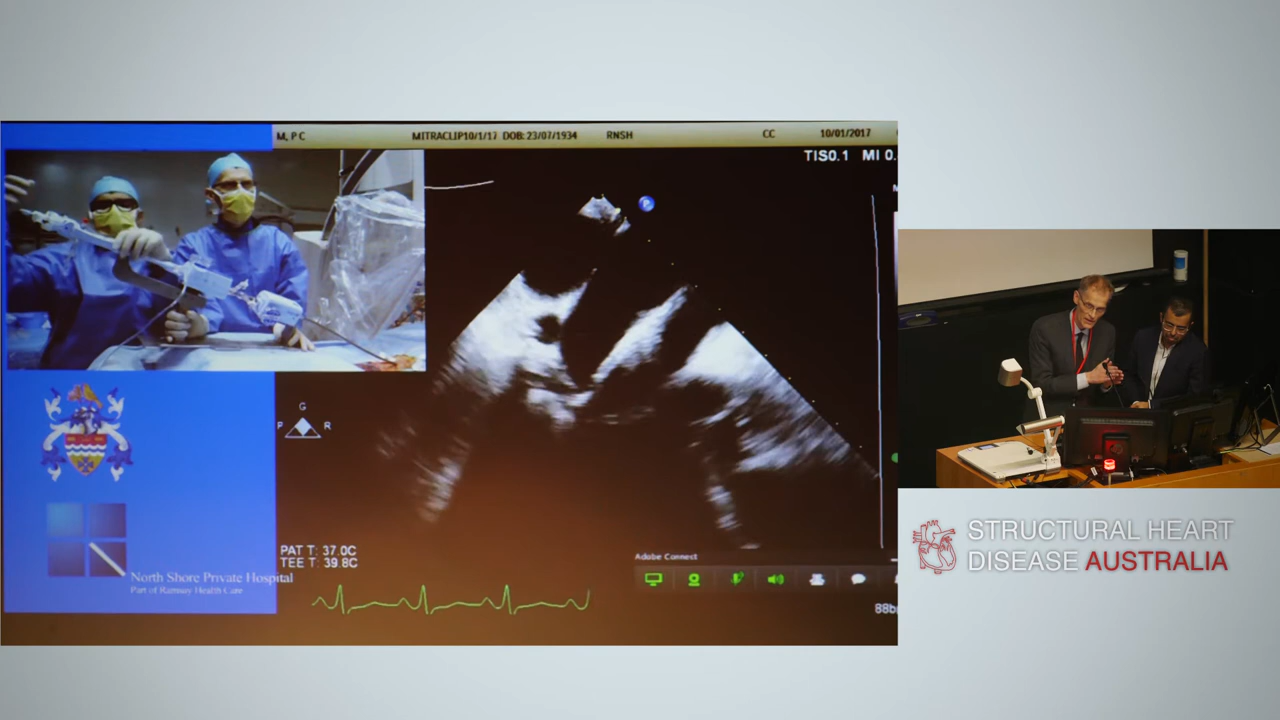 M, P C MITRACLIP10/1/17 DOB:23/07/1934 RNSH CC 10/01/2017
TIS0.1 MI 0.
P
G
P R
PAT T: 37.0C
TEE T: 39.8C
North Shore Private Hospital
Part of Ramsay Health Care
Adobe Connect
88b
STRUCTURAL HEART
DISEASE AUSTRALIA